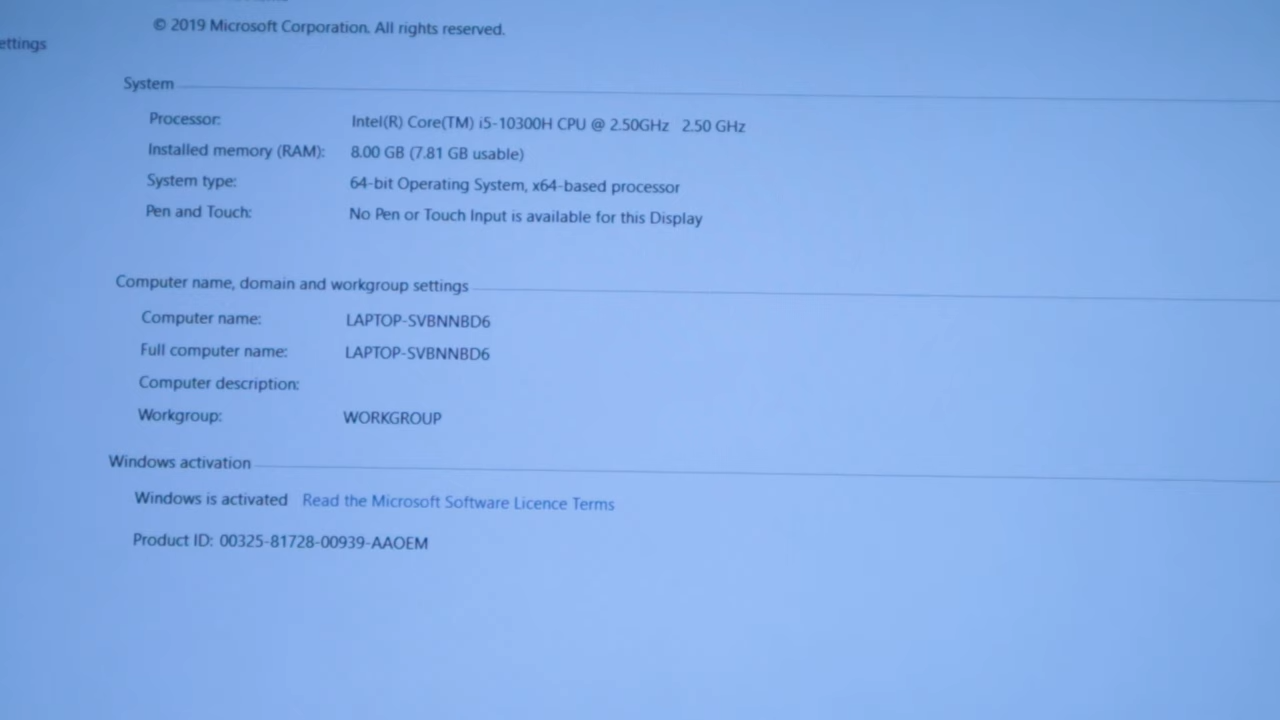 © 2019 Microsoft Corporation. All rights reserved.
ettings
System
Processor: Intel(R) Core(TM) i5-10300H CPU @ 2.50GHz 2.50 GHz
Installed memory (RAM): 8.00 GB (7.81 GB usable)
System type: 64-bit Operating System, x64-based processor
Pen and Touch: No Pen or Touch Input is available for this Display
Computer name, domain and workgroup settings
Computer name: LAPTOP-SVBNNBD6
Full computer name: LAPTOP-SVBNNBD6
Computer description:
Workgroup: WORKGROUP
Windows activation
Windows is activated Read the Microsoft Software Licence Terms
Product ID: 00325-81728-00939-AAOEM